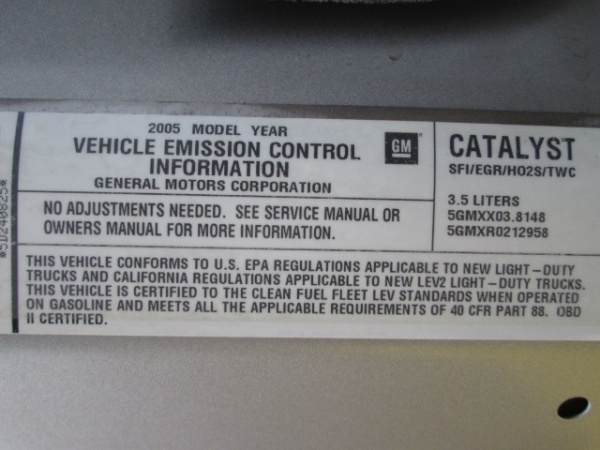 *5D240825*
2005 MODEL YEAR
VEHICLE EMISSION CONTROL
INFORMATION
GENERAL MOTORS CORPORATION
GM
CATALYST
SFI/EGR/HO2S/TWC
NO ADJUSTMENTS NEEDED. SEE SERVICE MANUAL OR
OWNERS MANUAL FOR MORE INFORMATION.
3.5 LITERS
5GMXX03.8148
5GMXR0212958
THIS VEHICLE CONFORMS TO U.S. EPA REGULATIONS APPLICABLE TO NEW LIGHT-DUTY
TRUCKS AND CALIFORNIA REGULATIONS APPLICABLE TO NEW LEV2 LIGHT-DUTY TRUCKS.
THIS VEHICLE IS CERTIFIED TO THE CLEAN FUEL FLEET LEV STANDARDS WHEN OPERATED
ON GASOLINE AND MEETS ALL THE APPLICABLE REQUIREMENTS OF 40 CFR PART 88. OBD
II CERTIFIED.